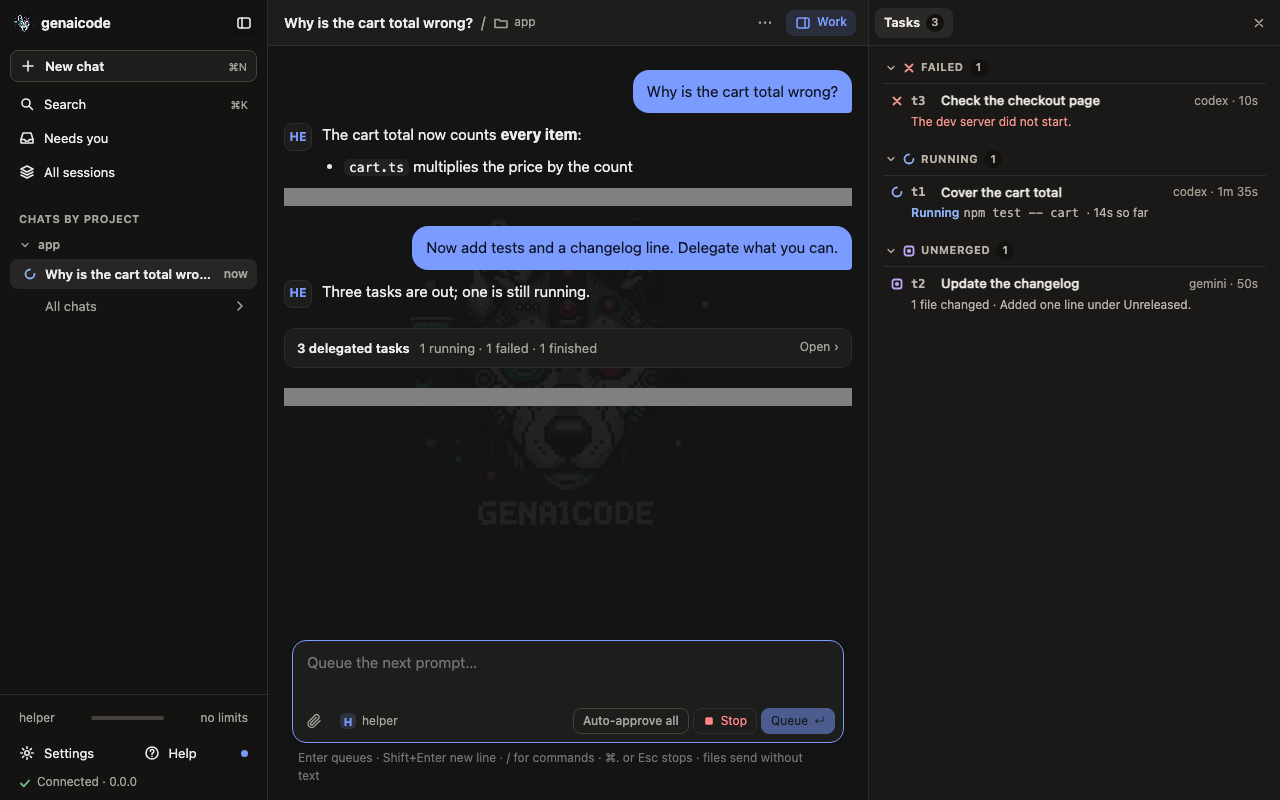 genaicode
New chat ⌘N
Search ⌘K
Needs you
All sessions
CHATS BY PROJECT
app
Why is the cart total wro... now
All chats
helper no limits
Settings Help
Connected · 0.0.0
Why is the cart total wrong? / app
Work
Why is the cart total wrong?
HE The cart total now counts every item:
• cart.ts multiplies the price by the count
Now add tests and a changelog line. Delegate what you can.
HE Three tasks are out; one is still running.
3 delegated tasks 1 running · 1 failed · 1 finished Open ›
GENAICODE
Queue the next prompt...
H helper Auto-approve all Stop Queue ↵
Enter queues · Shift+Enter new line · / for commands · ⌘. or Esc stops · files send without
text
Tasks 3
FAILED 1
t3 Check the checkout page codex · 10s
The dev server did not start.
RUNNING 1
t1 Cover the cart total codex · 1m 35s
Running npm test -- cart · 14s so far
UNMERGED 1
t2 Update the changelog gemini · 50s
1 file changed · Added one line under Unreleased.